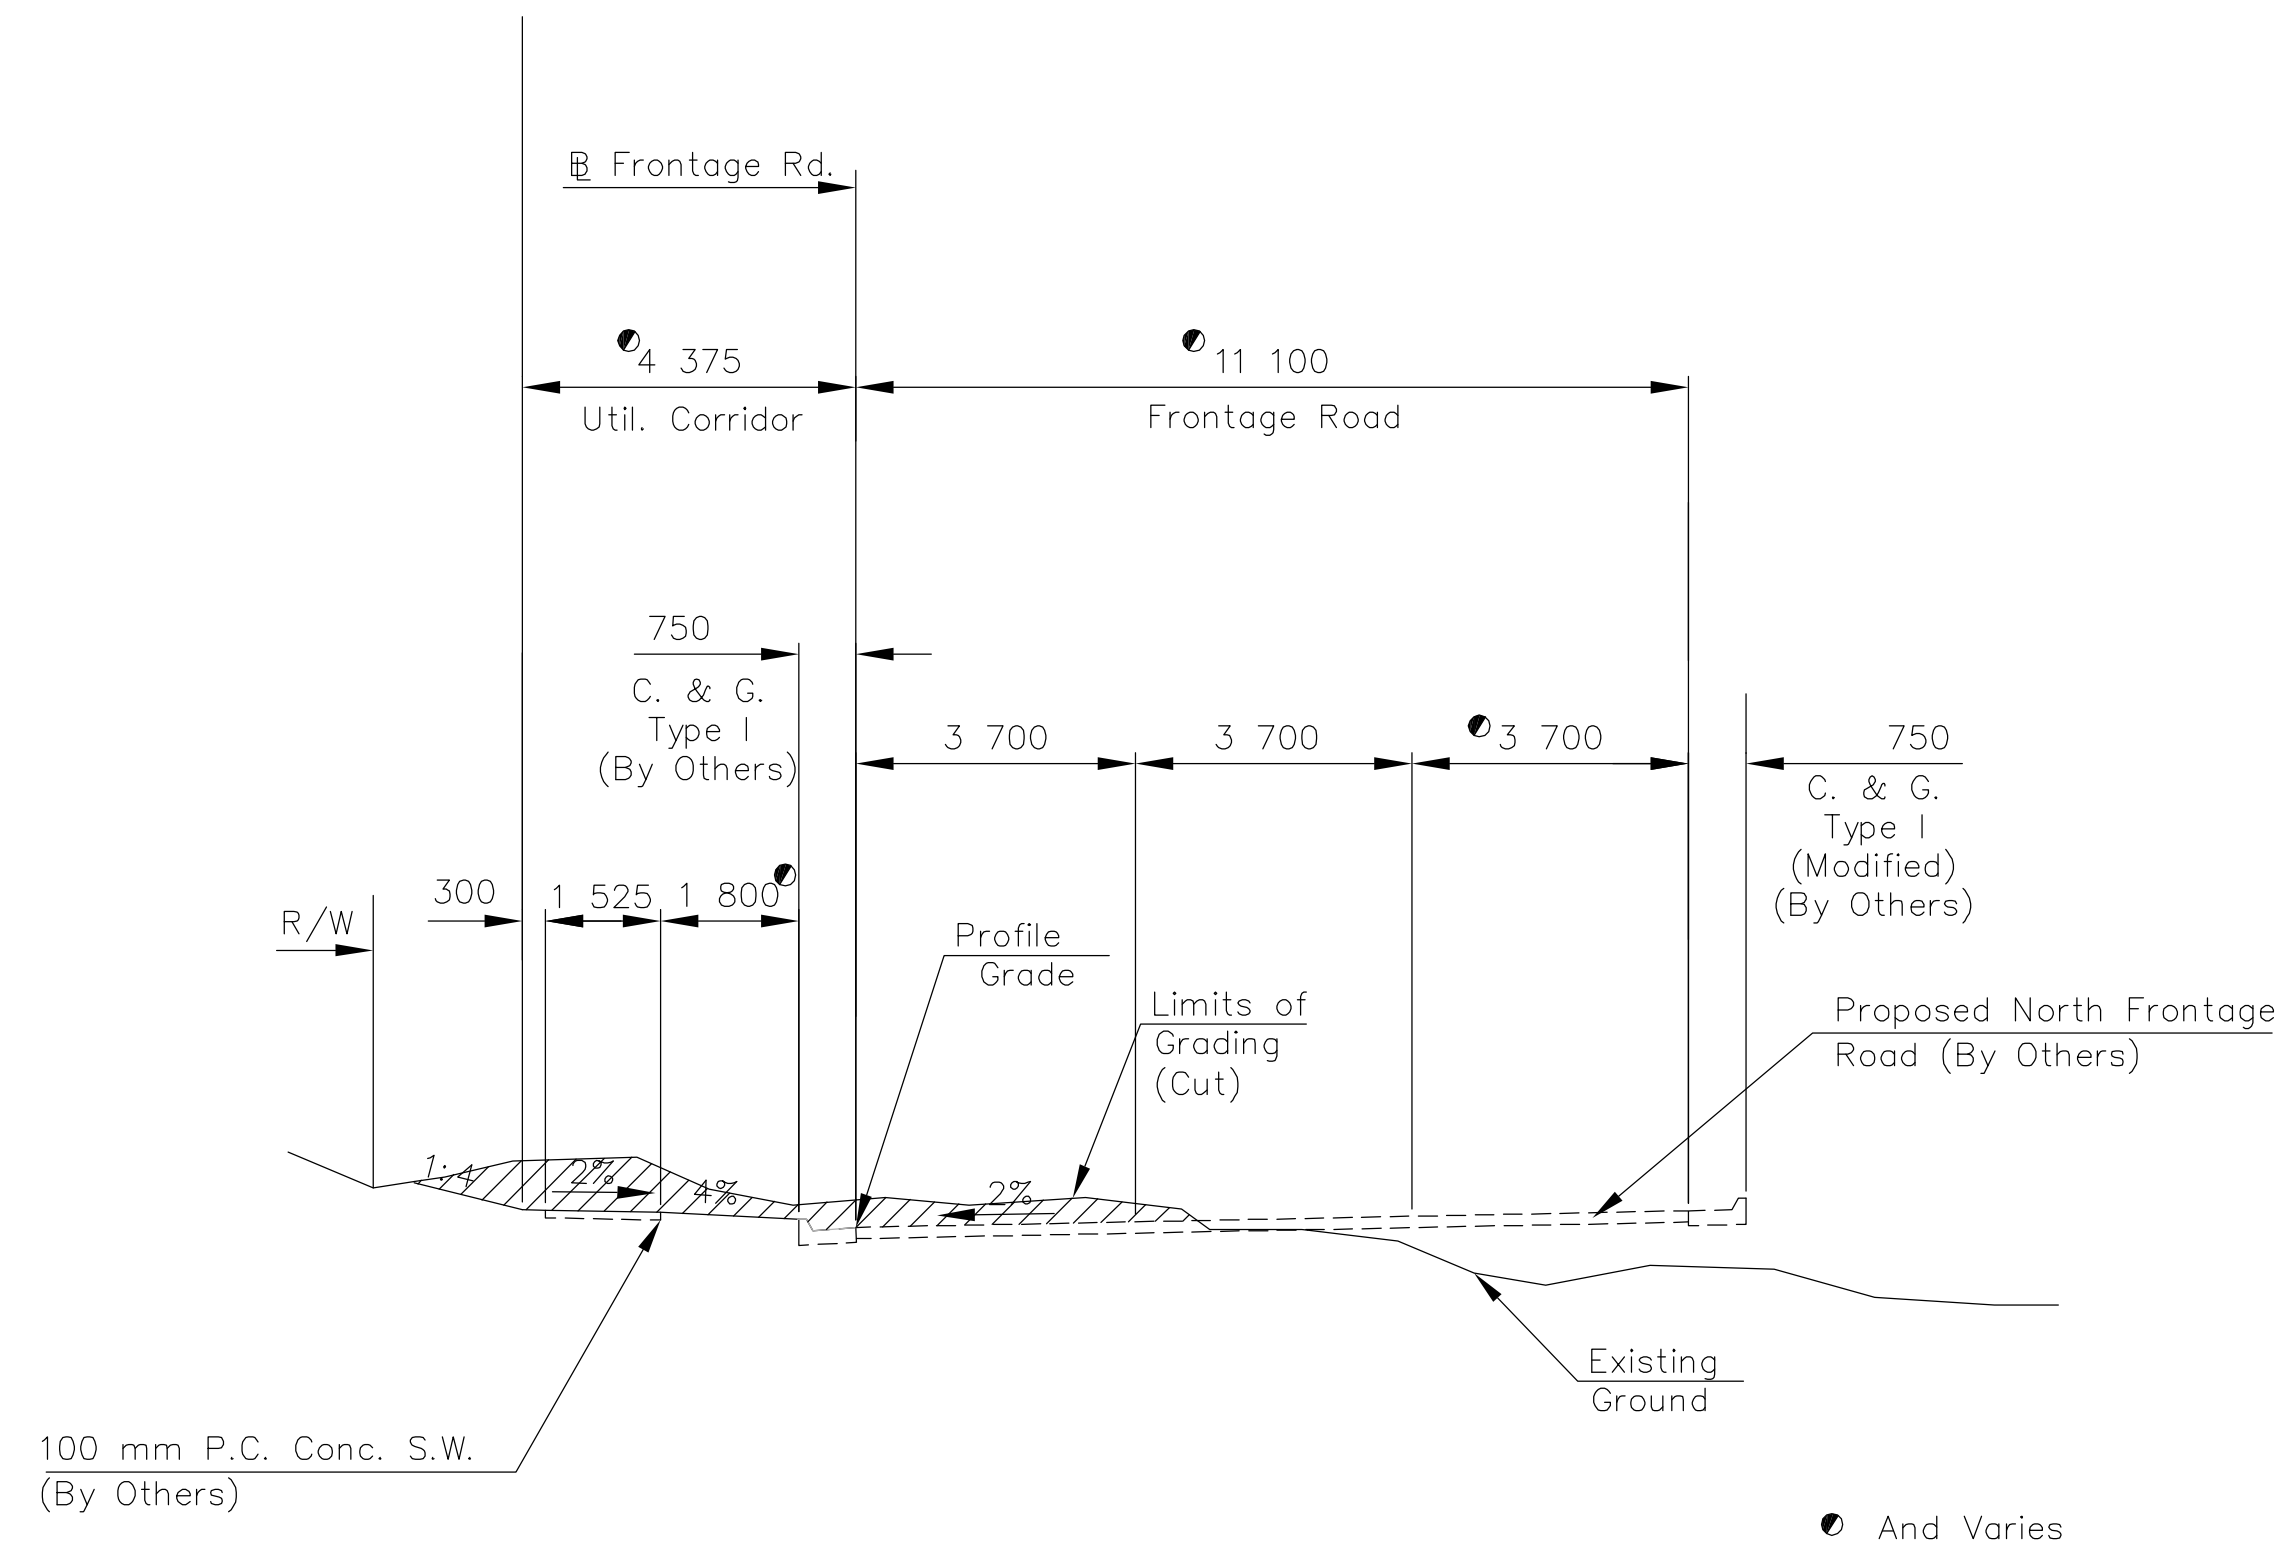 ℄ Frontage Rd.
4 375
11 100
Util. Corridor
Frontage Road
750
C. & G.
Type I
(By Others)
3 700
3 700
3 700
750
C. & G.
Type I
(Modified)
(By Others)
300
1 525
1 800
R/W
Profile
Grade
Limits of
Grading
(Cut)
Proposed North Frontage
Road (By Others)
1:4
2%
4%
2%
Existing
Ground
100 mm P.C. Conc. S.W.
(By Others)
And Varies